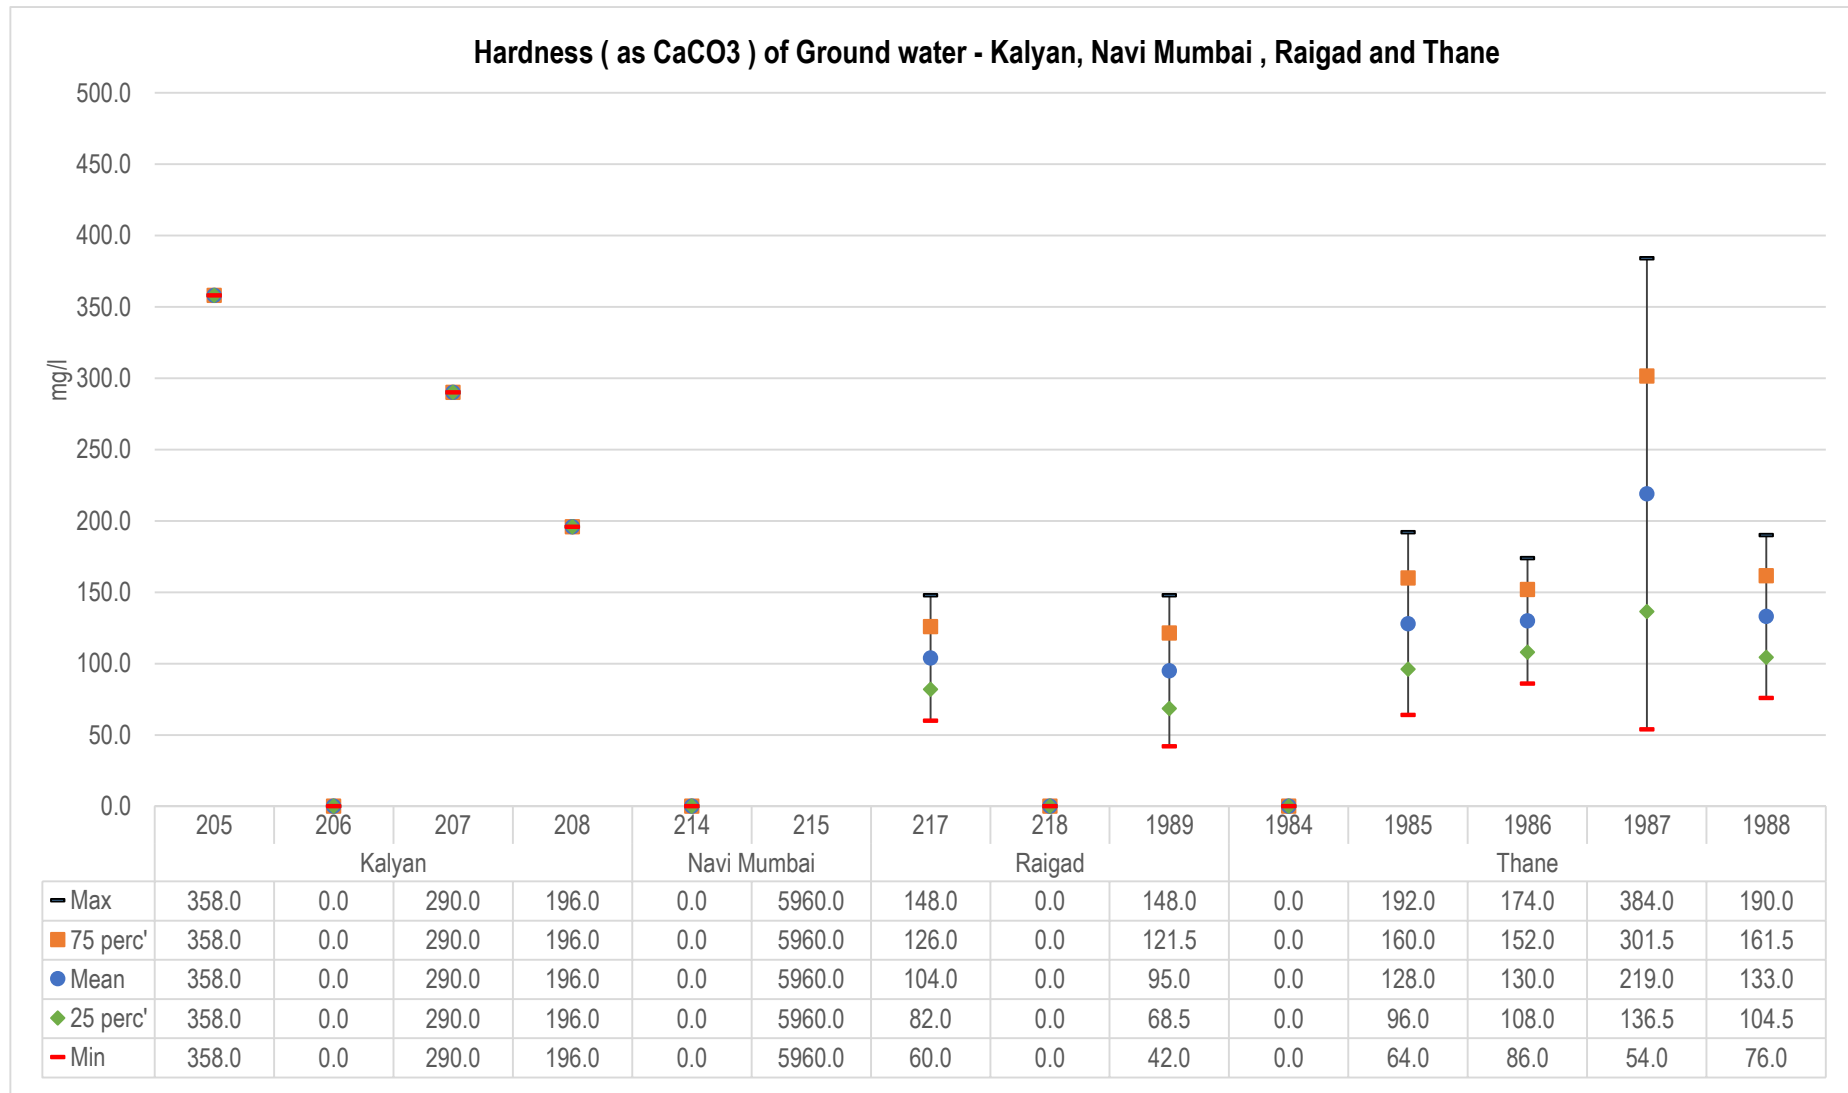 Hardness ( as CaCO3 ) of Ground water - Kalyan, Navi Mumbai , Raigad and Thane
500.0
450.0
400.0
350.0
300.0
250.0
200.0
150.0
100.0
50.0
0.0
mg/l
205 206 207 208 214 215 217 218 1989 1984 1985 1986 1987 1988
Kalyan Navi Mumbai Raigad Thane
Max 358.0 0.0 290.0 196.0 0.0 5960.0 148.0 0.0 148.0 0.0 192.0 174.0 384.0 190.0
75 perc' 358.0 0.0 290.0 196.0 0.0 5960.0 126.0 0.0 121.5 0.0 160.0 152.0 301.5 161.5
Mean 358.0 0.0 290.0 196.0 0.0 5960.0 104.0 0.0 95.0 0.0 128.0 130.0 219.0 133.0
25 perc' 358.0 0.0 290.0 196.0 0.0 5960.0 82.0 0.0 68.5 0.0 96.0 108.0 136.5 104.5
Min 358.0 0.0 290.0 196.0 0.0 5960.0 60.0 0.0 42.0 0.0 64.0 86.0 54.0 76.0